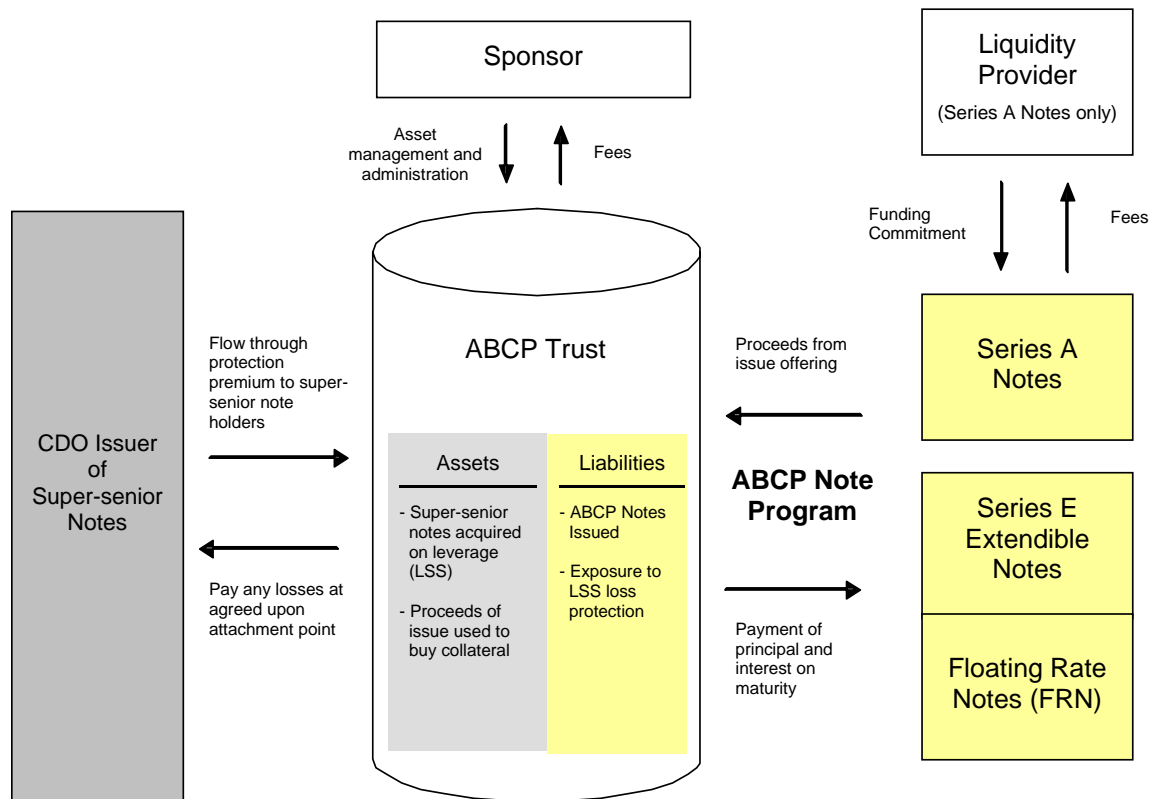 Sponsor
Liquidity
Provider
(Series A Notes only)
Asset
management and
administration
Fees
Funding
Commitment
Fees
CDO Issuer
of
Super-senior
Notes
Flow through
protection
premium to super-
senior note
holders
Pay any losses at
agreed upon
attachment point
ABCP Trust
Assets
- Super-senior
notes acquired
on leverage
(LSS)
- Proceeds of
issue used to
buy collateral
Liabilities
- ABCP Notes
Issued
- Exposure to
LSS loss
protection
Proceeds from
issue offering
ABCP Note
Program
Payment of
principal and
interest on
maturity
Series A
Notes
Series E
Extendible
Notes
Floating Rate
Notes (FRN)